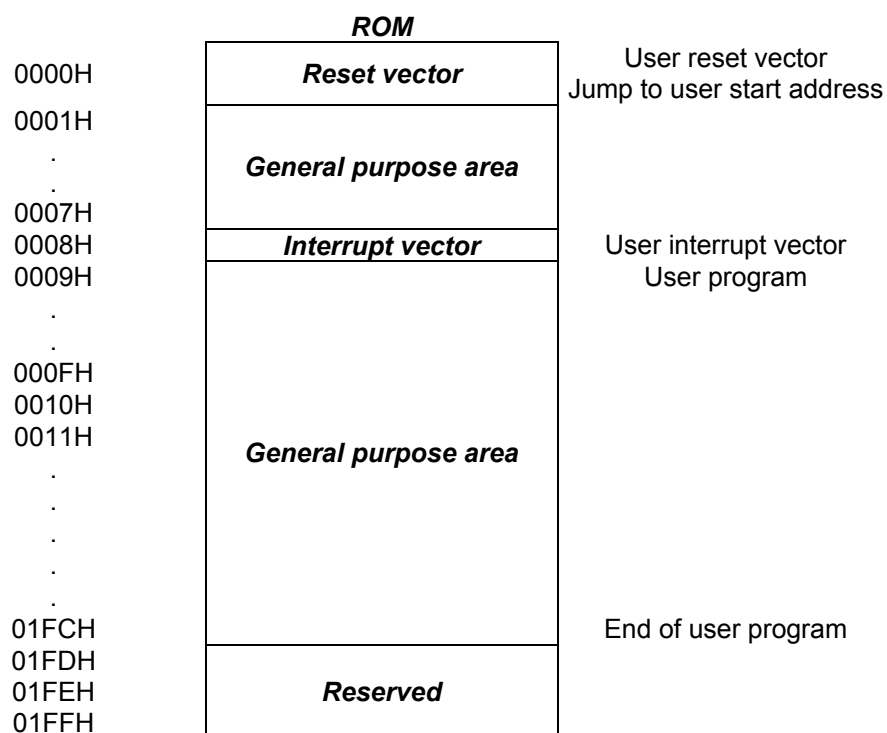 ROM
User reset vector
0000H Reset vector
Jump to user start address
0001H
.
General purpose area
.
0007H
0008H Interrupt vector User interrupt vector
0009H User program
.
.
000FH
0010H
0011H
General purpose area
.
.
.
.
.
01FCH End of user program
01FDH
01FEH Reserved
01FFH